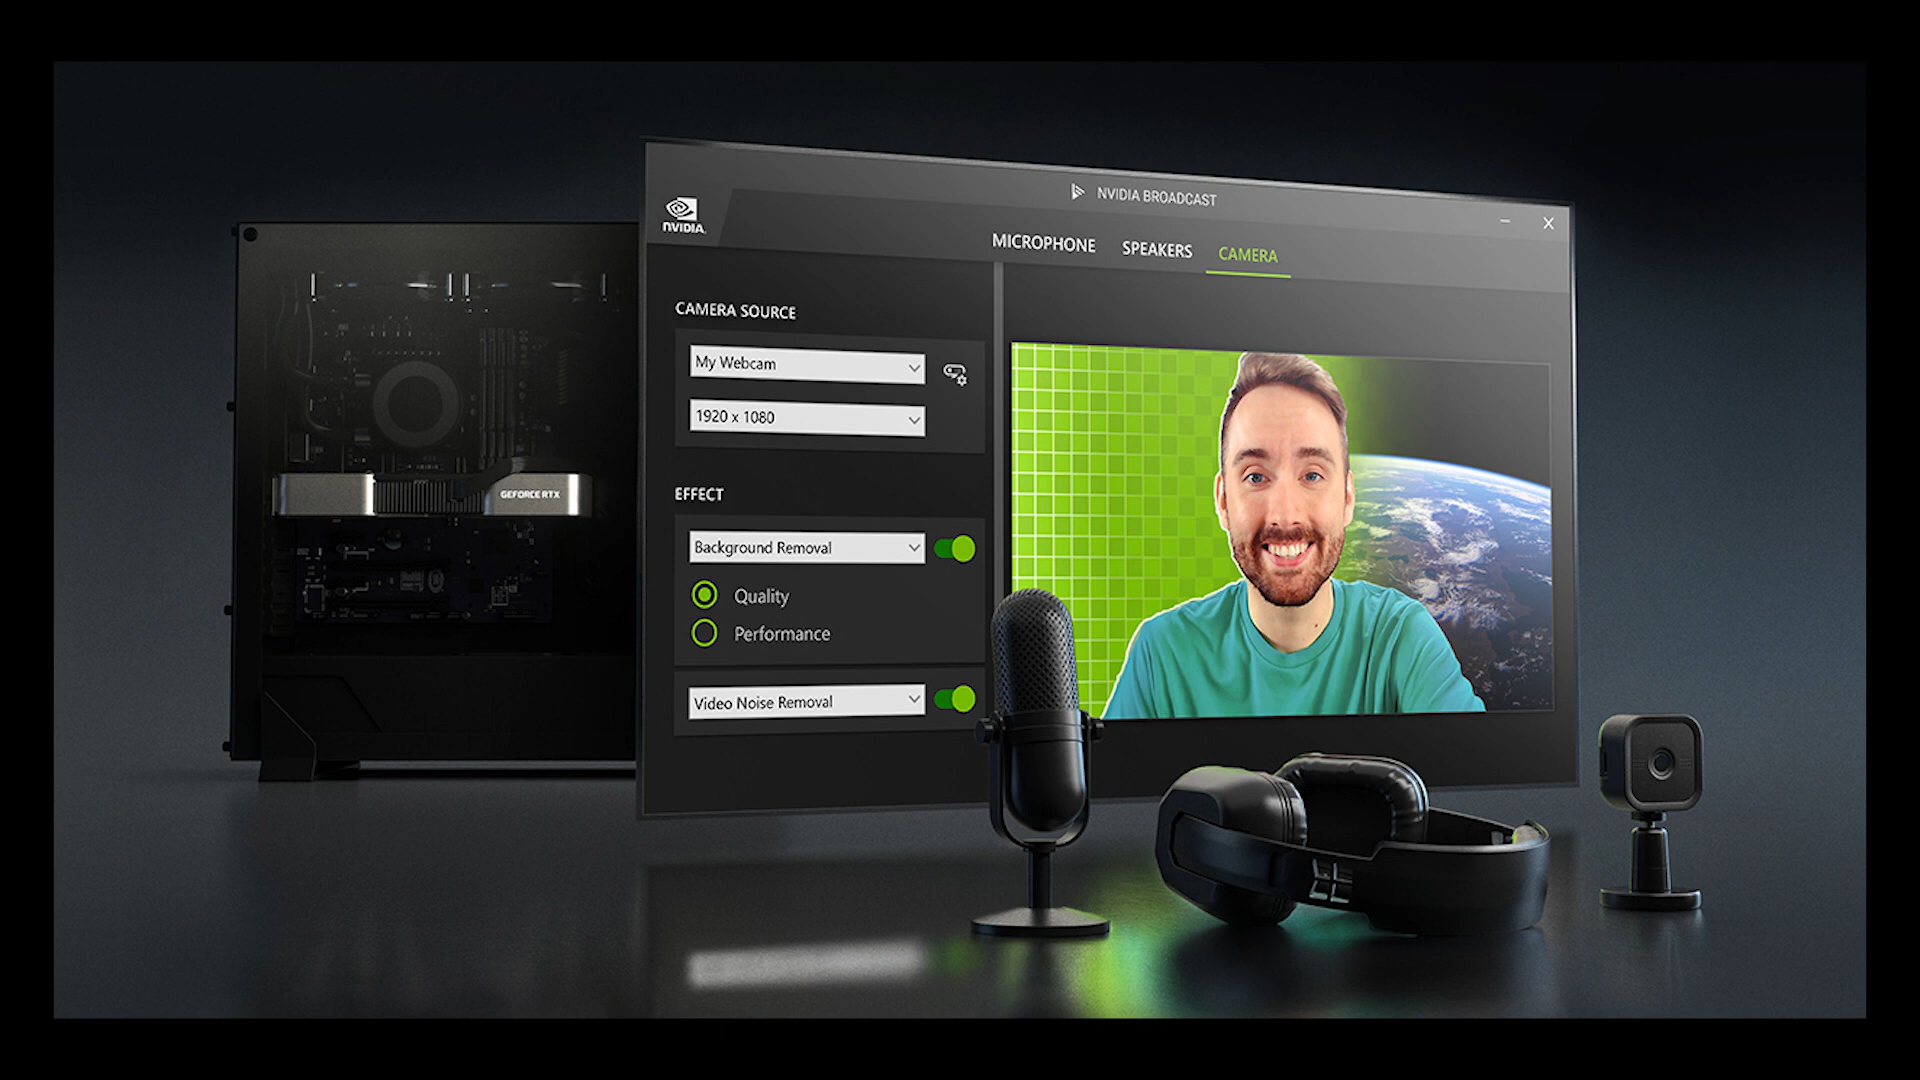 NVIDIA BROADCAST
NVIDIA.
MICROPHONE SPEAKERS CAMERA
CAMERA SOURCE
My Webcam
1920 x 1080
EFFECT
Background Removal
Quality
Performance
Video Noise Removal
GEFORCE RTX